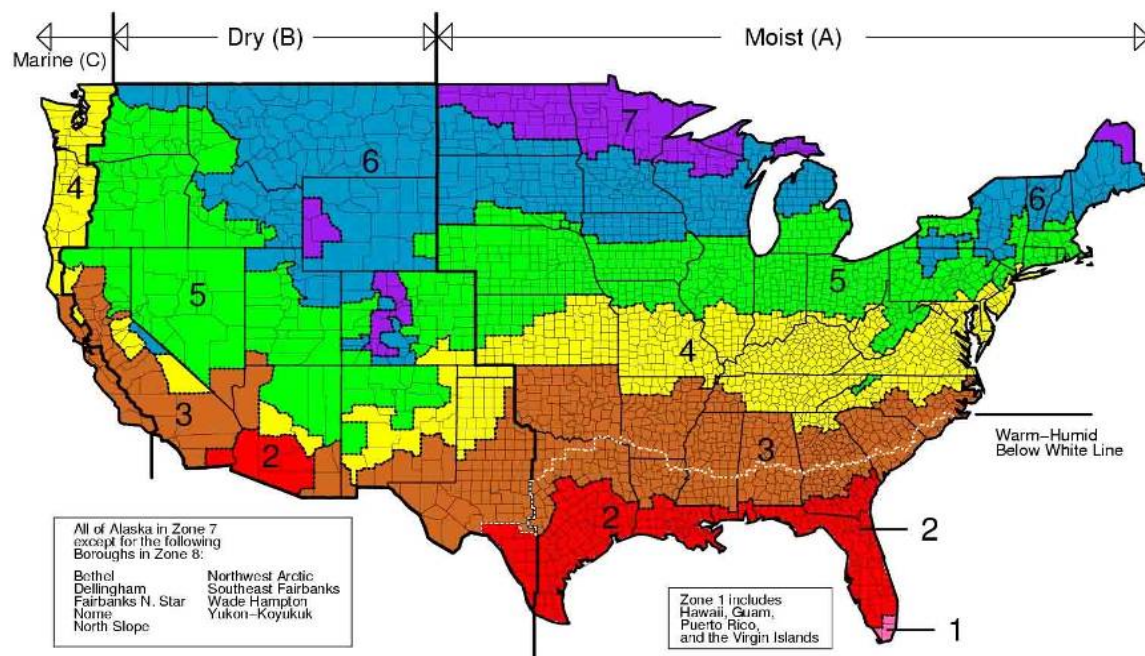 Marine (C)
Dry (B)
Moist (A)
7
6
6
4
5
5
4
3
3
Warm-Humid
Below White Line
2
2
2
1
All of Alaska in Zone 7
except for the following
Boroughs in Zone 8:
Bethel
Dellingham
Fairbanks N. Star
Nome
North Slope
Northwest Arctic
Southeast Fairbanks
Wade Hampton
Yukon-Koyukuk
Zone 1 includes
Hawaii, Guam,
Puerto Rico,
and the Virgin Islands